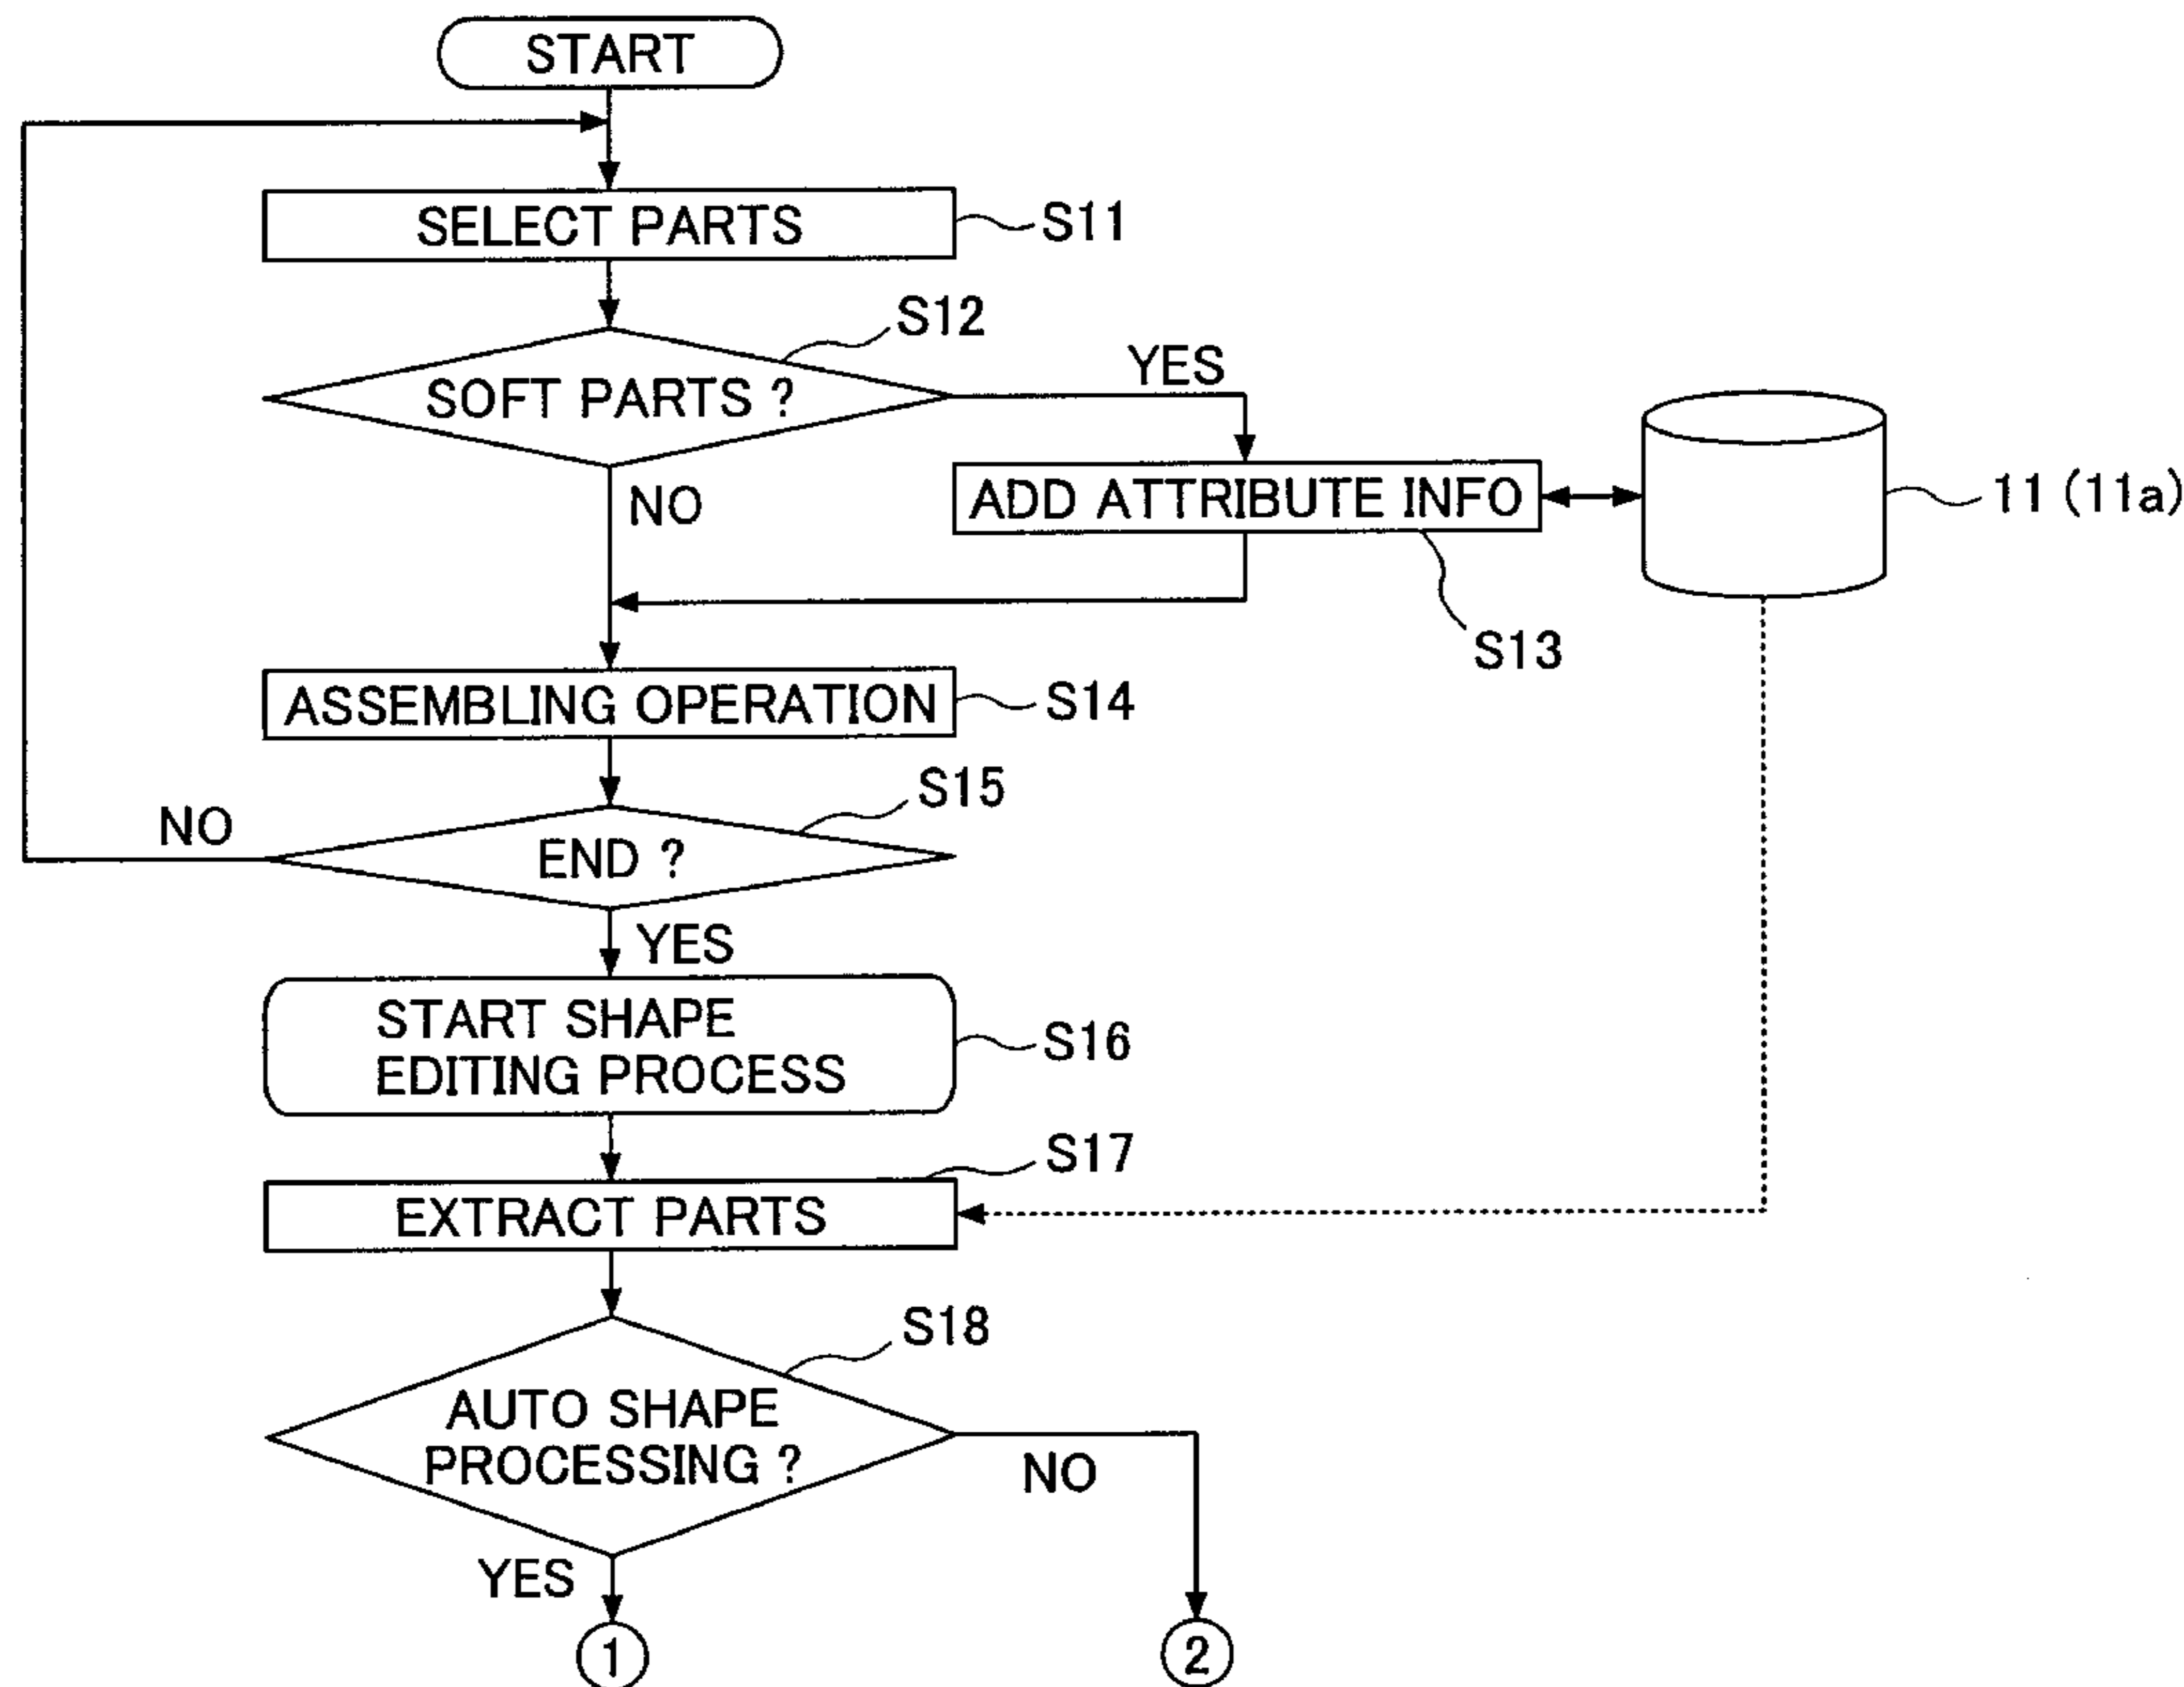 START
SELECT PARTS
S11
S12
SOFT PARTS ?
YES
NO
ADD ATTRIBUTE INFO
11 (11a)
S13
ASSEMBLING OPERATION
S14
S15
NO
END ?
YES
START SHAPE
EDITING PROCESS
S16
S17
EXTRACT PARTS
S18
AUTO SHAPE
PROCESSING ?
NO
YES
1
2